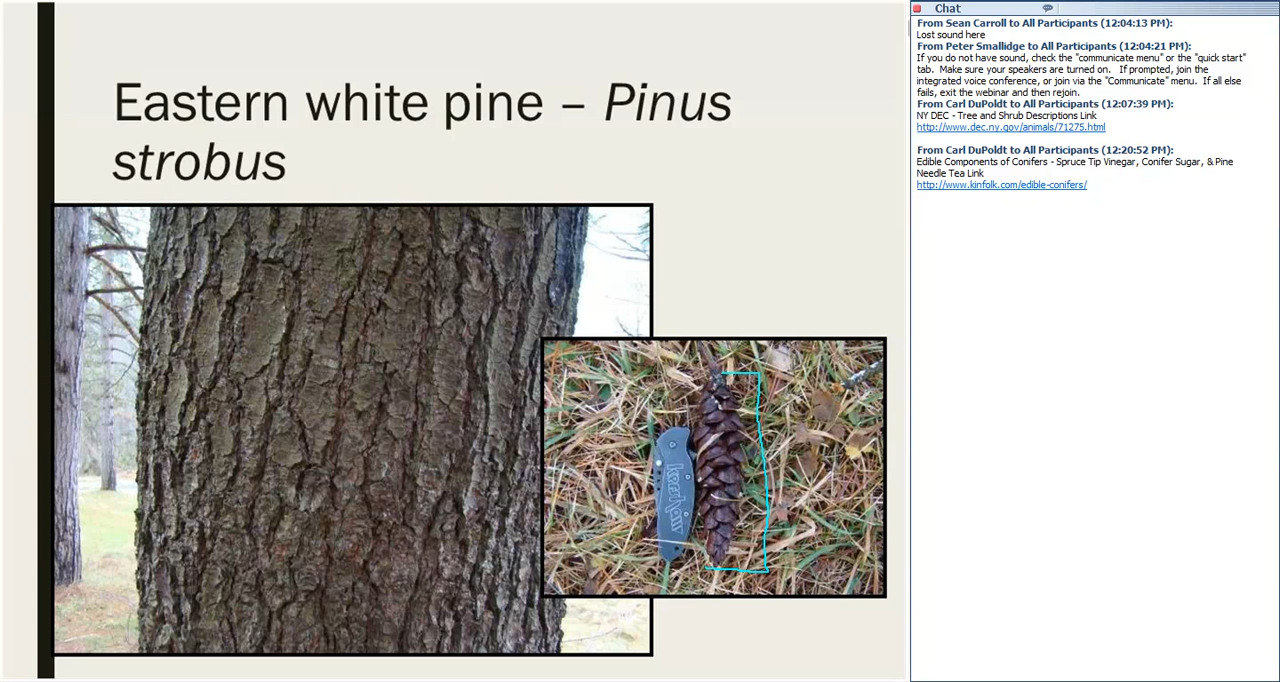 Eastern white pine – Pinus
strobus
kershaw
Chat
From Sean Carroll to All Participants (12:04:13 PM):
Lost sound here
From Peter Smallidge to All Participants (12:04:21 PM):
If you do not have sound, check the "communicate menu" or the "quick start"
tab. Make sure your speakers are turned on. If prompted, join the
integrated voice conference, or join via the "Communicate" menu. If all else
fails, exit the webinar and then rejoin.
From Carl DuPoldt to All Participants (12:07:39 PM):
NY DEC - Tree and Shrub Descriptions Link
http://www.dec.ny.gov/animals/71275.html
From Carl DuPoldt to All Participants (12:20:52 PM):
Edible Components of Conifers - Spruce Tip Vinegar, Conifer Sugar, & Pine
Needle Tea Link
http://www.kinfolk.com/edible-conifers/